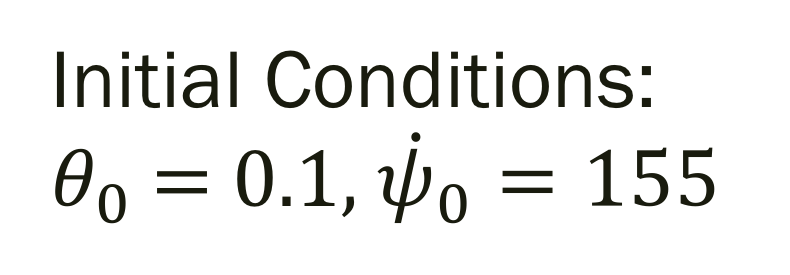 Initial Conditions:
θ₀ = 0.1, ψ̇₀ = 155